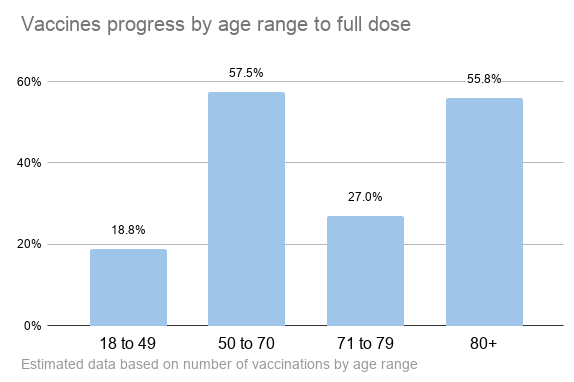 Vaccines progress by age range to full dose
57.5%
55.8%
60%
40%
27.0%
18.8%
20%
0%
18 to 49 50 to 70 71 to 79 80+
Estimated data based on number of vaccinations by age range